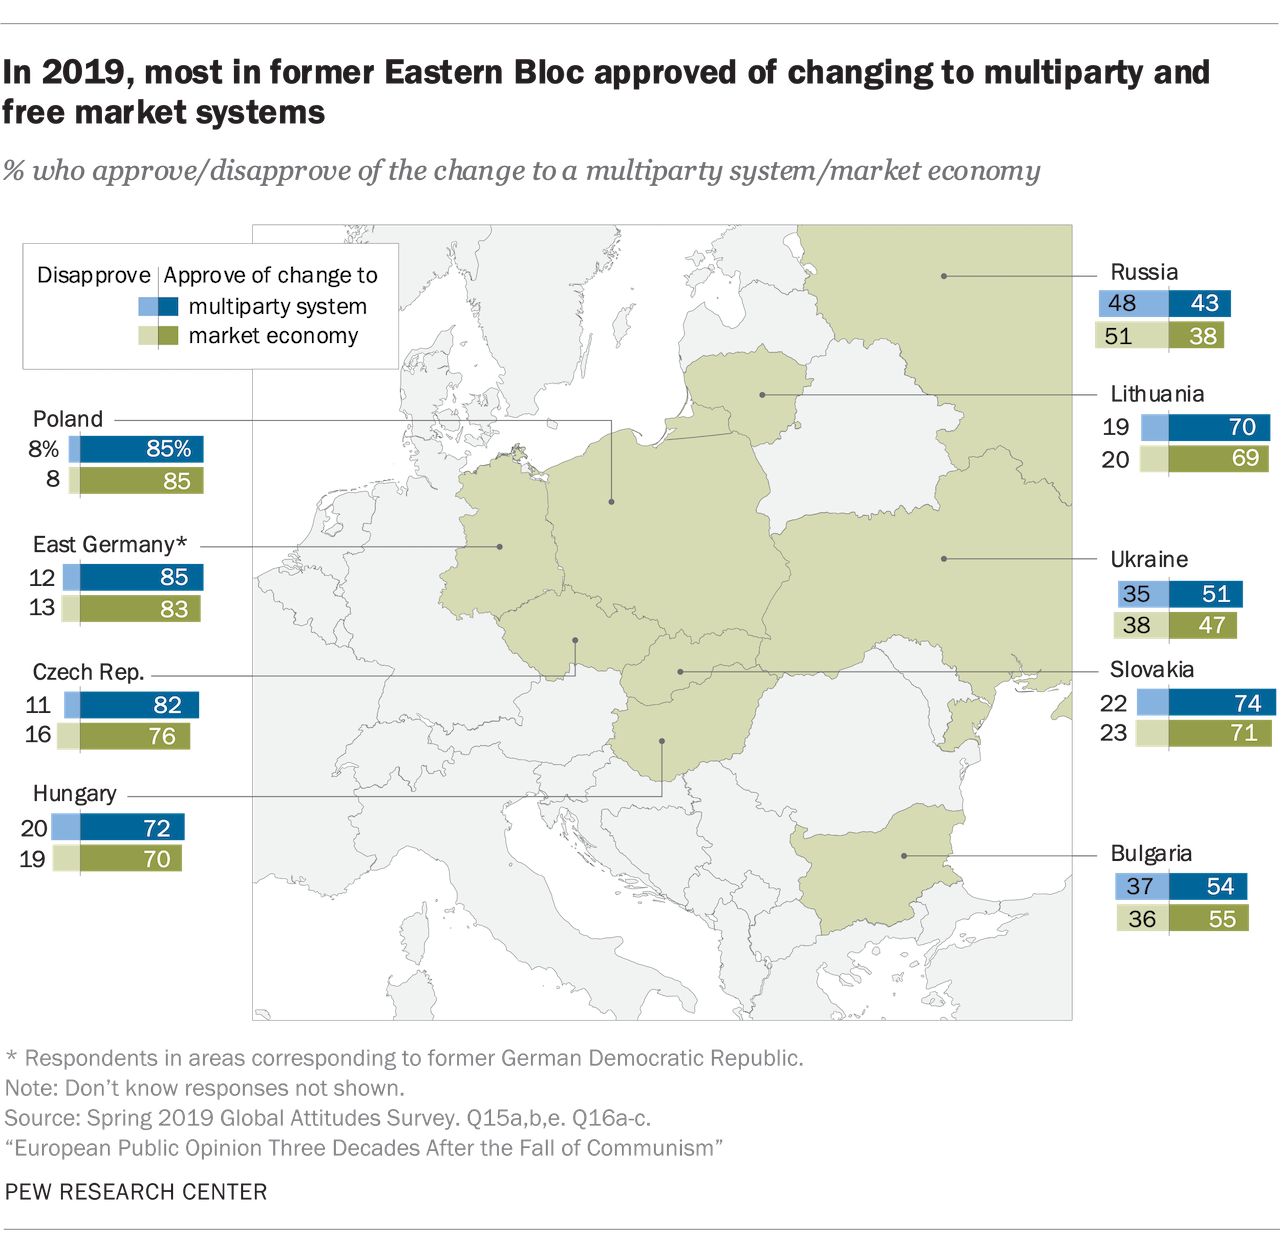 In 2019, most in former Eastern Bloc approved of changing to multiparty and
free market systems
% who approve/disapprove of the change to a multiparty system/market economy
Disapprove Approve of change to
multiparty system
market economy
Poland
8% 85%
8 85
East Germany*
12 85
13 83
Czech Rep.
11 82
16 76
Hungary
20 72
19 70
Russia
48 43
51 38
Lithuania
19 70
20 69
Ukraine
35 51
38 47
Slovakia
22 74
23 71
Bulgaria
37 54
36 55
* Respondents in areas corresponding to former German Democratic Republic.
Note: Don’t know responses not shown.
Source: Spring 2019 Global Attitudes Survey. Q15a,b,e. Q16a-c.
“European Public Opinion Three Decades After the Fall of Communism”
PEW RESEARCH CENTER